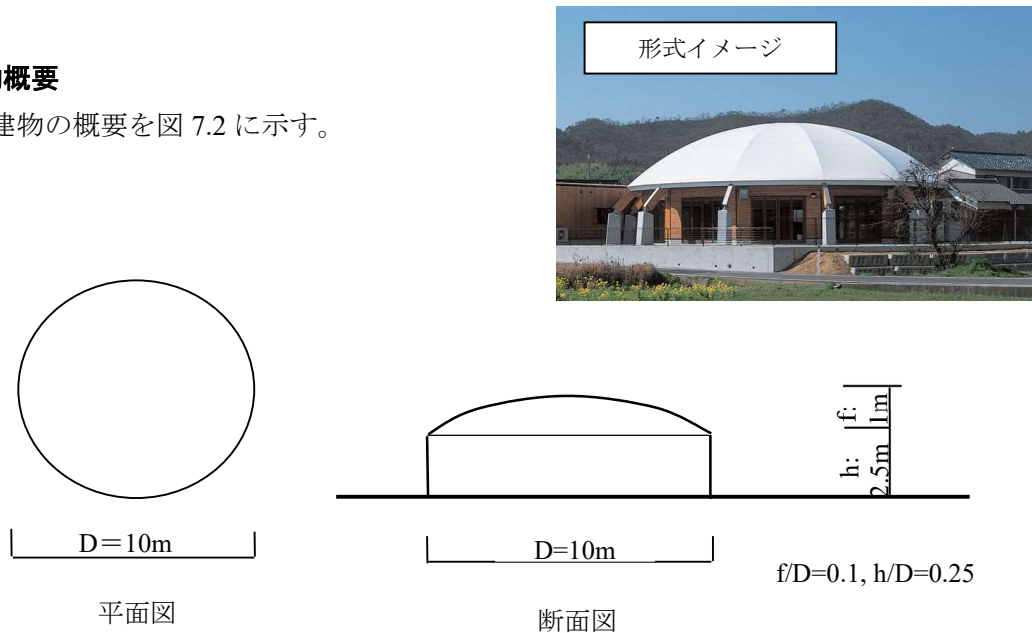 形式イメージ
概要
建物の概要を図 7.2 に示す。
f:
1m
h:
2.5m
D＝10m
D=10m
f/D=0.1, h/D=0.25
平面図
断面図